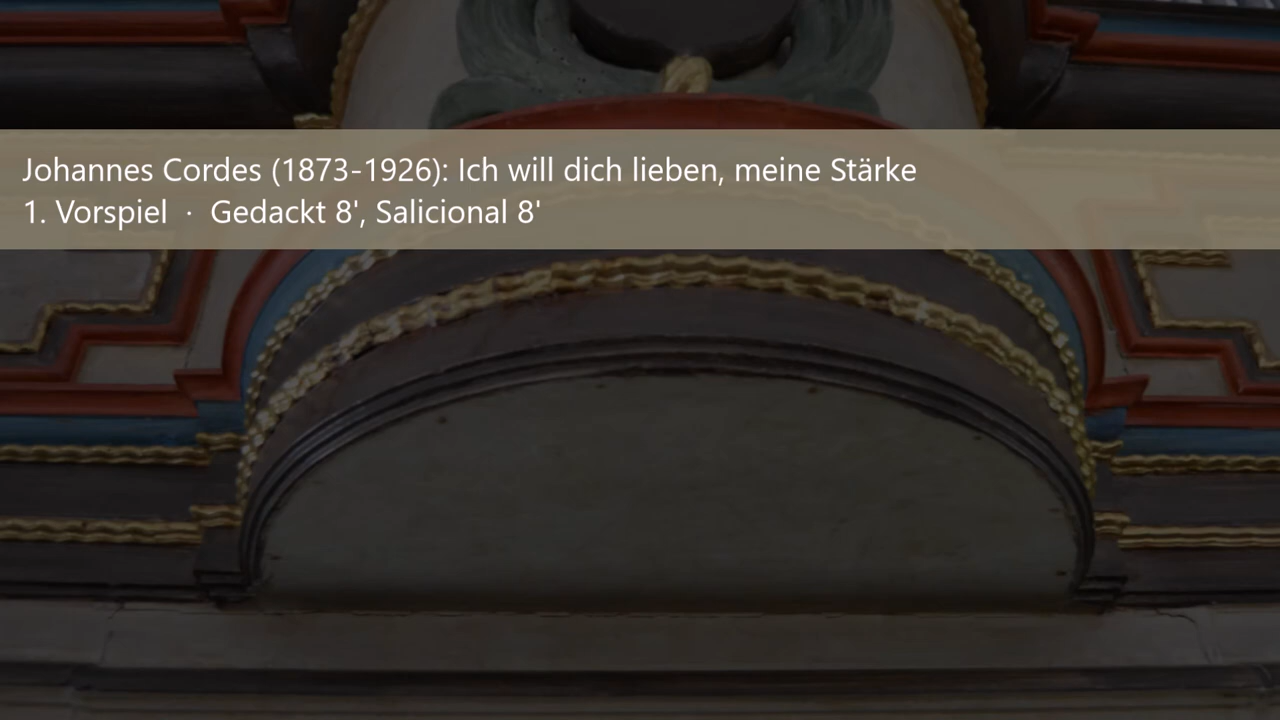 Johannes Cordes (1873-1926): Ich will dich lieben, meine Stärke
1. Vorspiel · Gedackt 8', Salicional 8'